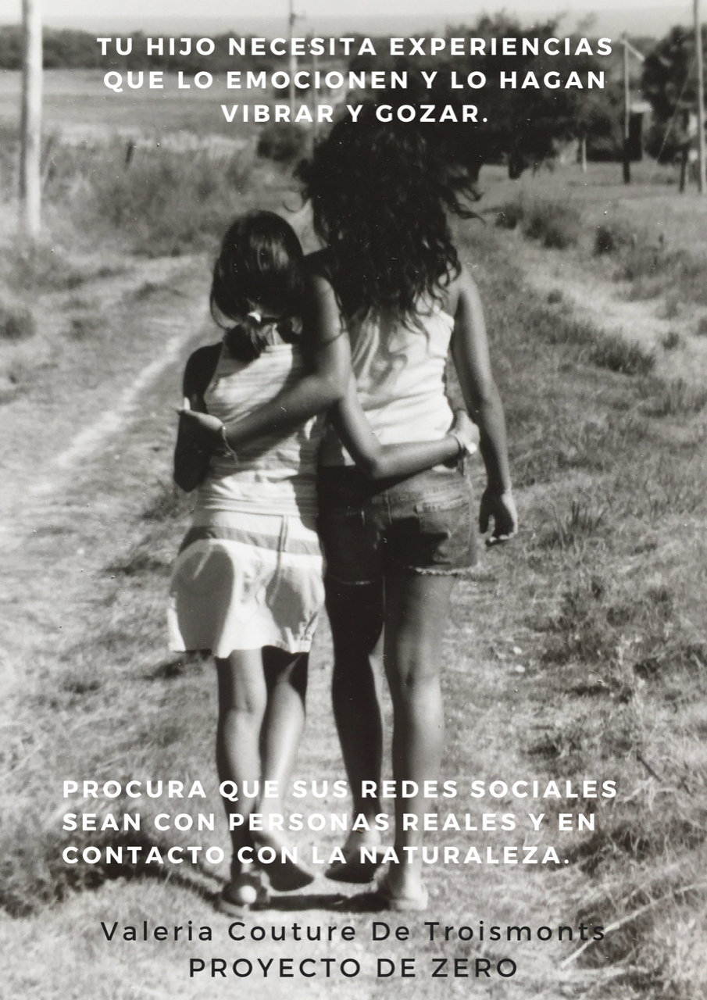 TU HIJO NECESITA EXPERIENCIAS
QUE LO EMOCIONEN Y LO HAGAN
VIBRAR Y GOZAR.
PROCURA QUE SUS REDES SOCIALES
SEAN CON PERSONAS REALES Y EN
CONTACTO CON LA NATURALEZA.
Valeria Couture De Troismonts
PROYECTO DE ZERO